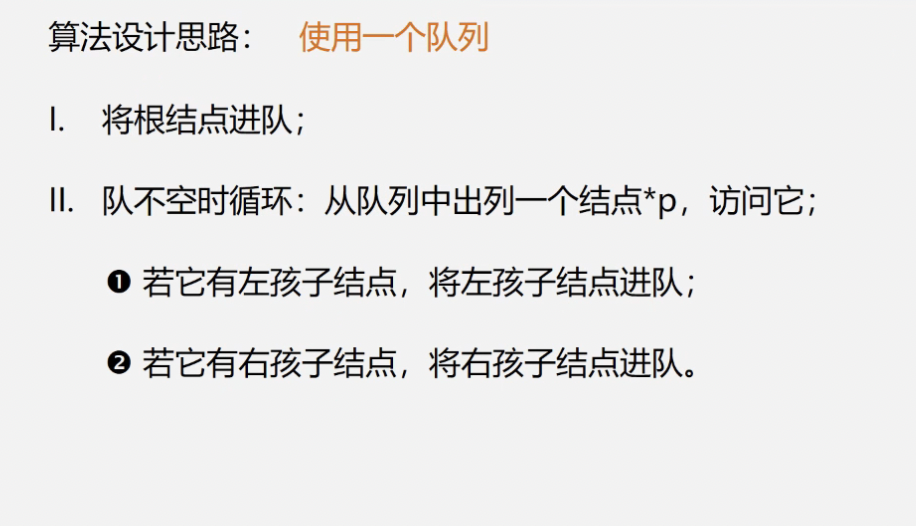 算法设计思路： 使用一个队列
I. 将根结点进队；
II. 队不空时循环：从队列中出列一个结点*p，访问它；
❶ 若它有左孩子结点，将左孩子结点进队；
❷ 若它有右孩子结点，将右孩子结点进队。